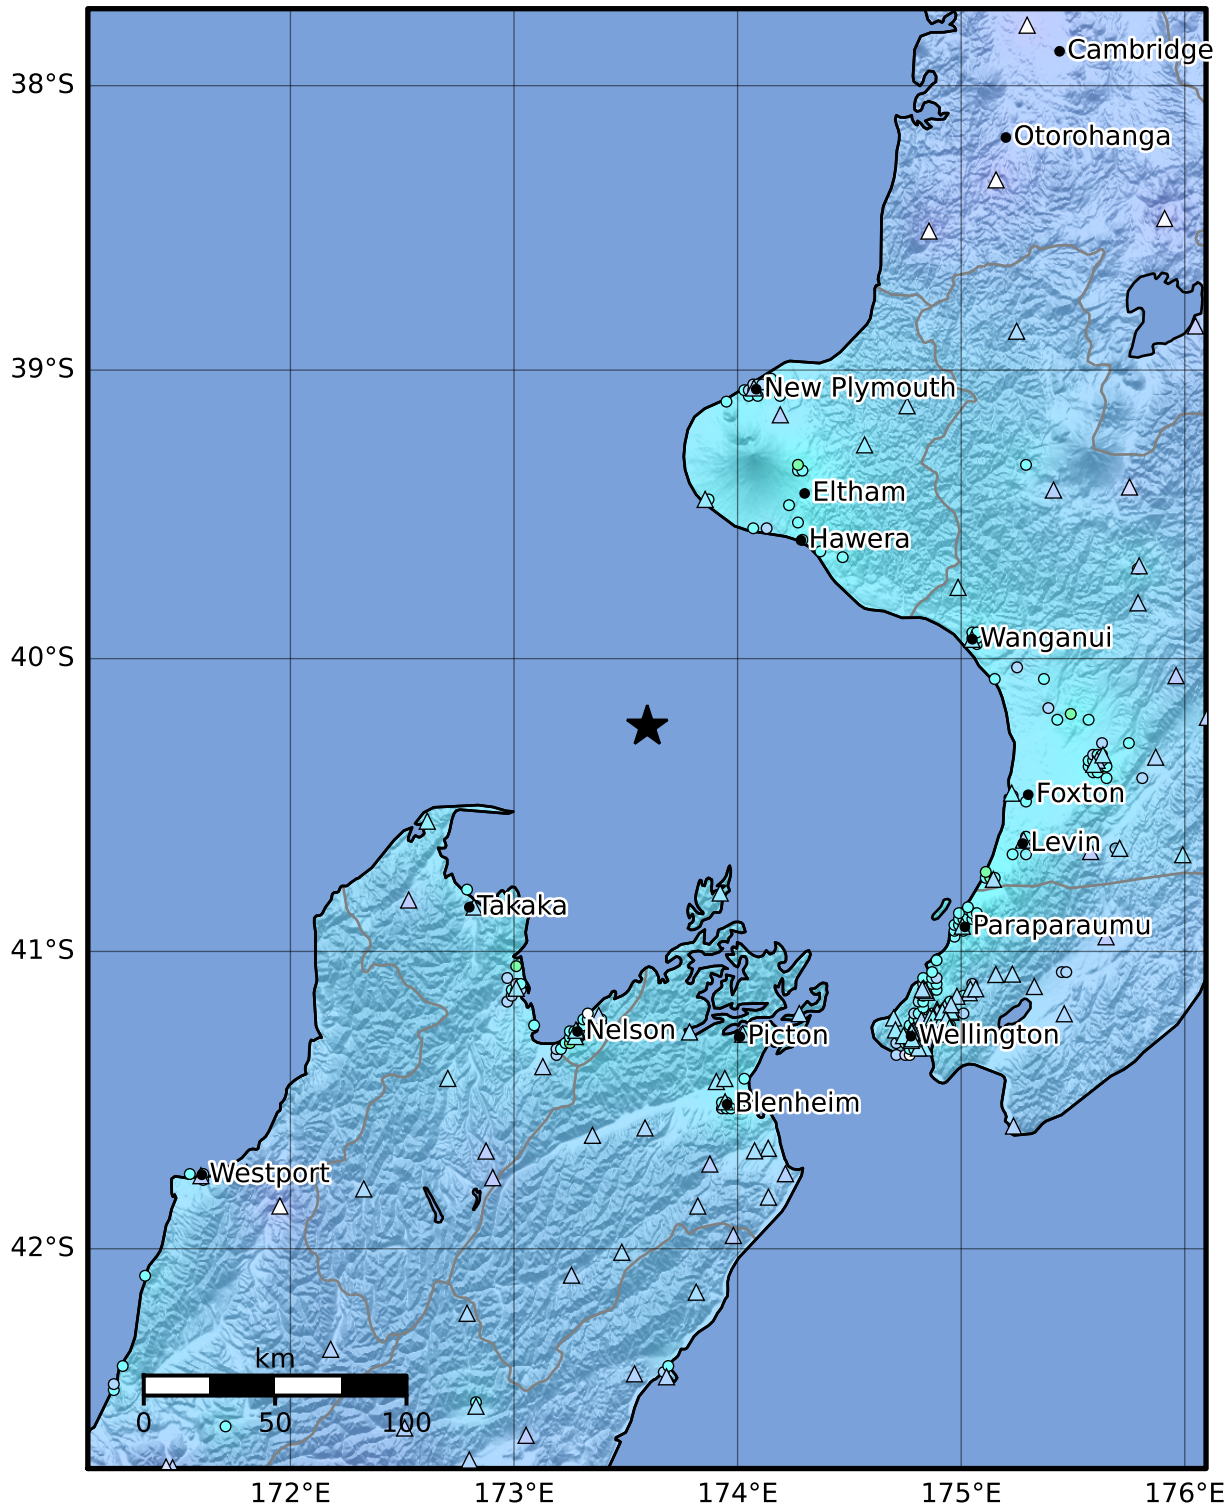 Cambridge
38°S
Otorohanga
39°S
New Plymouth
Eltham
Hawera
Wanganui
40°S
Foxton
Levin
Takaka
Paraparaumu
41°S
Nelson
Picton
Wellington
Blenheim
Westport
42°S
km
0 50 100
172°E 173°E 174°E 175°E 176°E